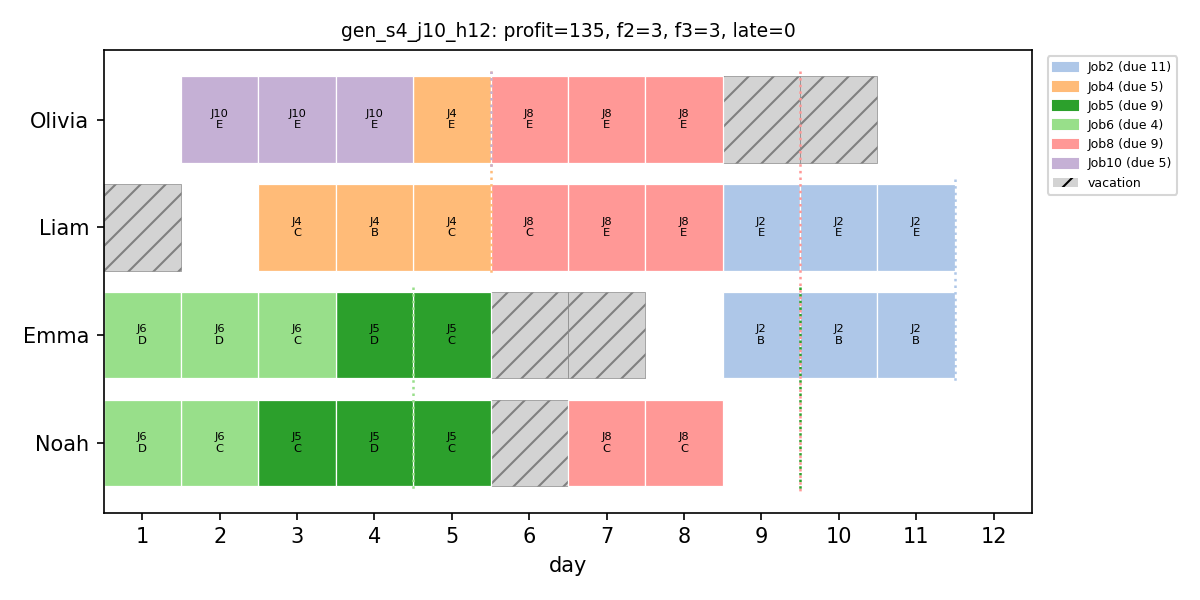 gen_s4_j10_h12: profit=135, f2=3, f3=3, late=0
Job2 (due 11)
Job4 (due 5)
Job5 (due 9)
Job6 (due 4)
Job8 (due 9)
Job10 (due 5)
vacation
Olivia
J10 J10 J10 J4 J8 J8 J8
E E E E E E E
Liam
J4 J4 J4 J8 J8 J8 J2 J2 J2
C B C C E E E E E
Emma
J6 J6 J6 J5 J5 J2 J2 J2
D D C D C B B B
Noah
J6 J6 J5 J5 J5 J8 J8
D C C D C C C
1 2 3 4 5 6 7 8 9 10 11 12
day